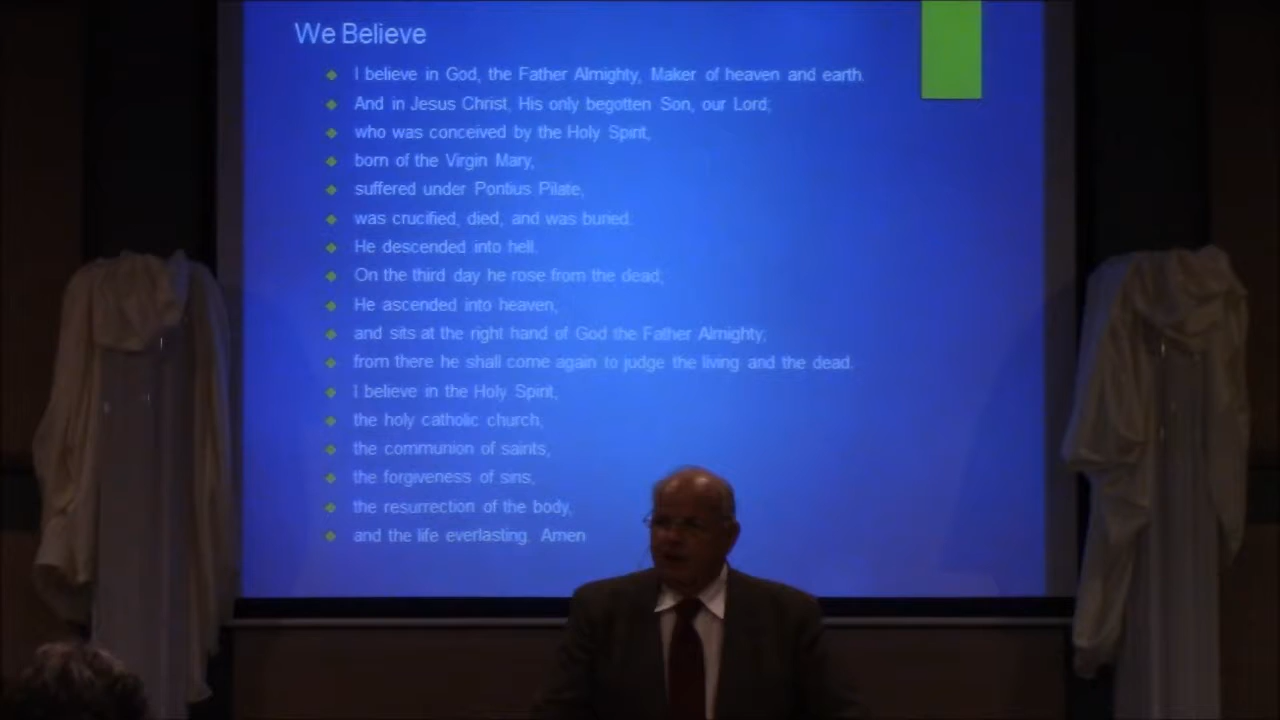 We Believe
I believe in God, the Father Almighty, Maker of heaven and earth.
And in Jesus Christ, His only begotten Son, our Lord;
who was conceived by the Holy Spirit,
born of the Virgin Mary,
suffered under Pontius Pilate,
was crucified, died, and was buried.
He descended into hell.
On the third day he rose from the dead;
He ascended into heaven,
and sits at the right hand of God the Father Almighty;
from there he shall come again to judge the living and the dead.
I believe in the Holy Spirit,
the holy catholic church,
the communion of saints,
the forgiveness of sins,
the resurrection of the body,
and the life everlasting. Amen